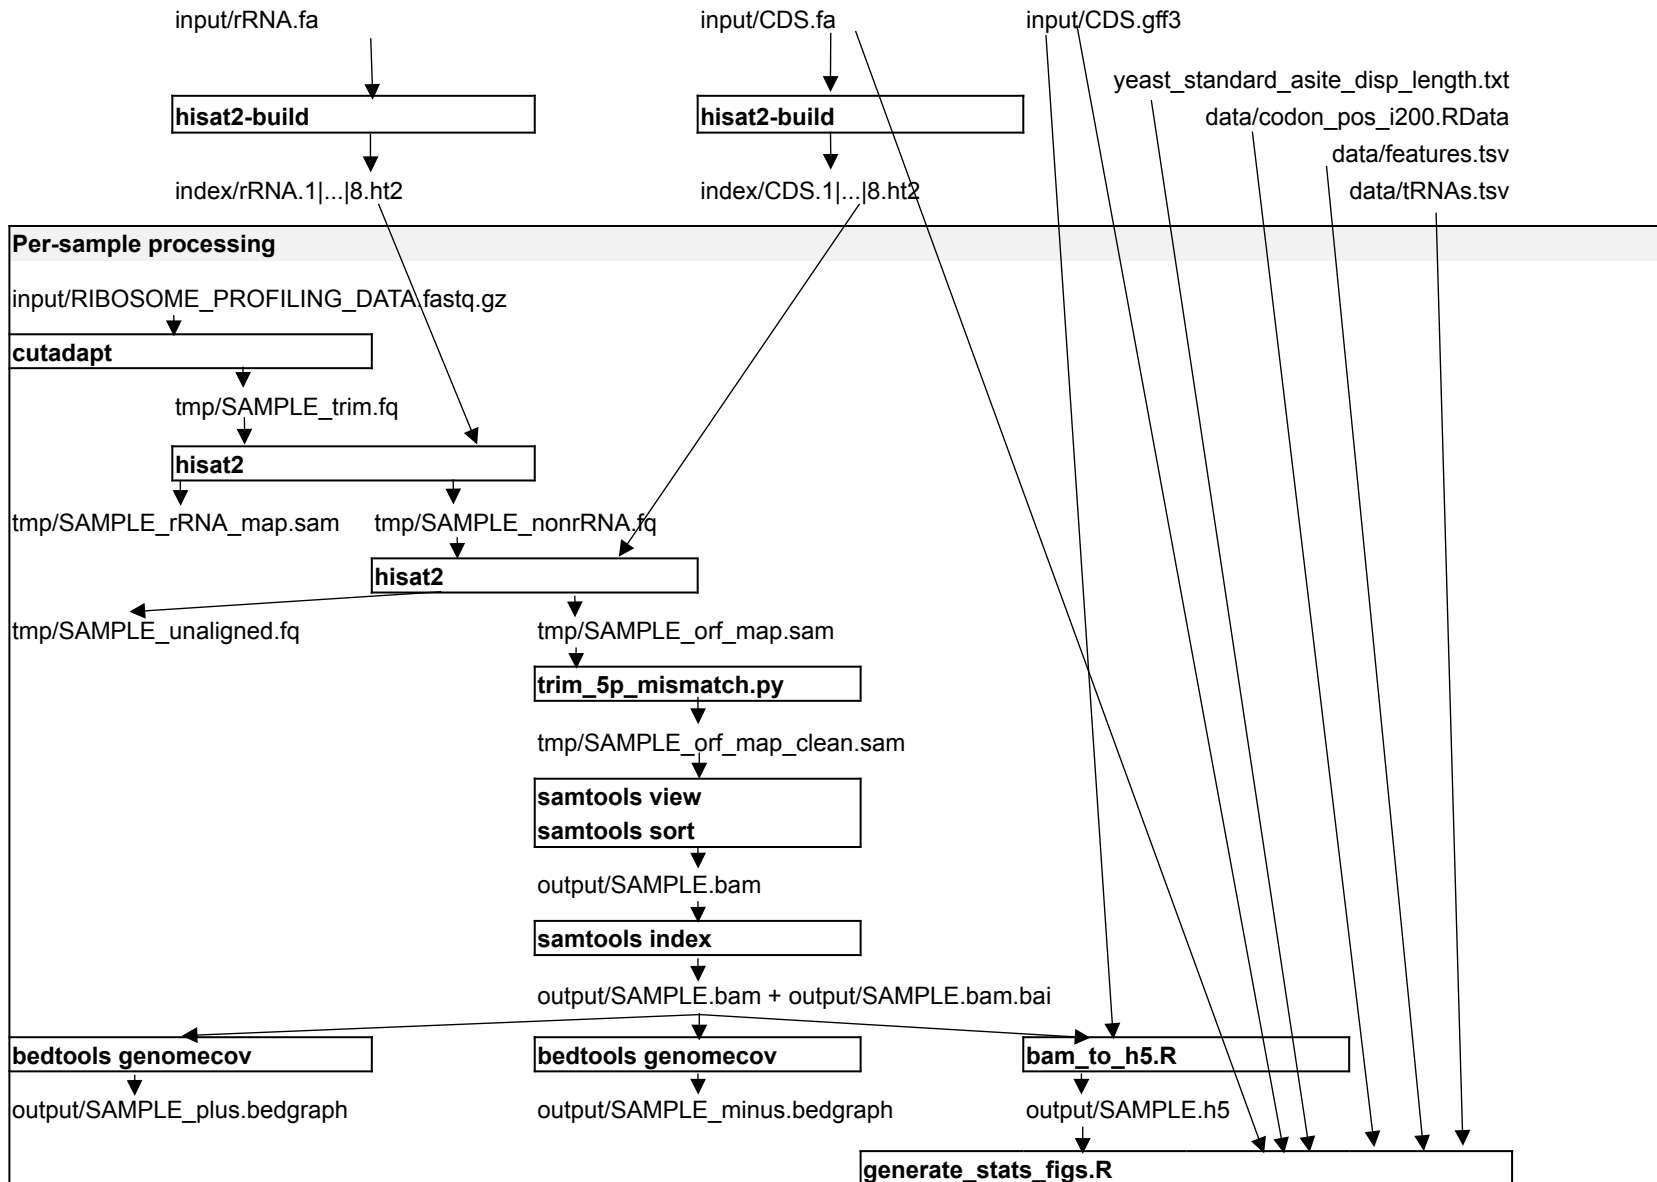 input/rRNA.fa
input/CDS.fa
input/CDS.gff3
yeast_standard_asite_disp_length.txt
hisat2-build
hisat2-build
data/codon_pos_i200.RData
data/features.tsv
index/rRNA.1|...|8.ht2
index/CDS.1|...|8.ht2
data/tRNAs.tsv
Per-sample processing
input/RIBOSOME_PROFILING_DATA.fastq.gz
cutadapt
tmp/SAMPLE_trim.fq
hisat2
tmp/SAMPLE_rRNA_map.sam
tmp/SAMPLE_nonrRNA.fq
hisat2
tmp/SAMPLE_unaligned.fq
tmp/SAMPLE_orf_map.sam
trim_5p_mismatch.py
tmp/SAMPLE_orf_map_clean.sam
samtools view
samtools sort
output/SAMPLE.bam
samtools index
output/SAMPLE.bam + output/SAMPLE.bam.bai
bedtools genomecov
bedtools genomecov
bam_to_h5.R
output/SAMPLE_plus.bedgraph
output/SAMPLE_minus.bedgraph
output/SAMPLE.h5
generate_stats_figs.R